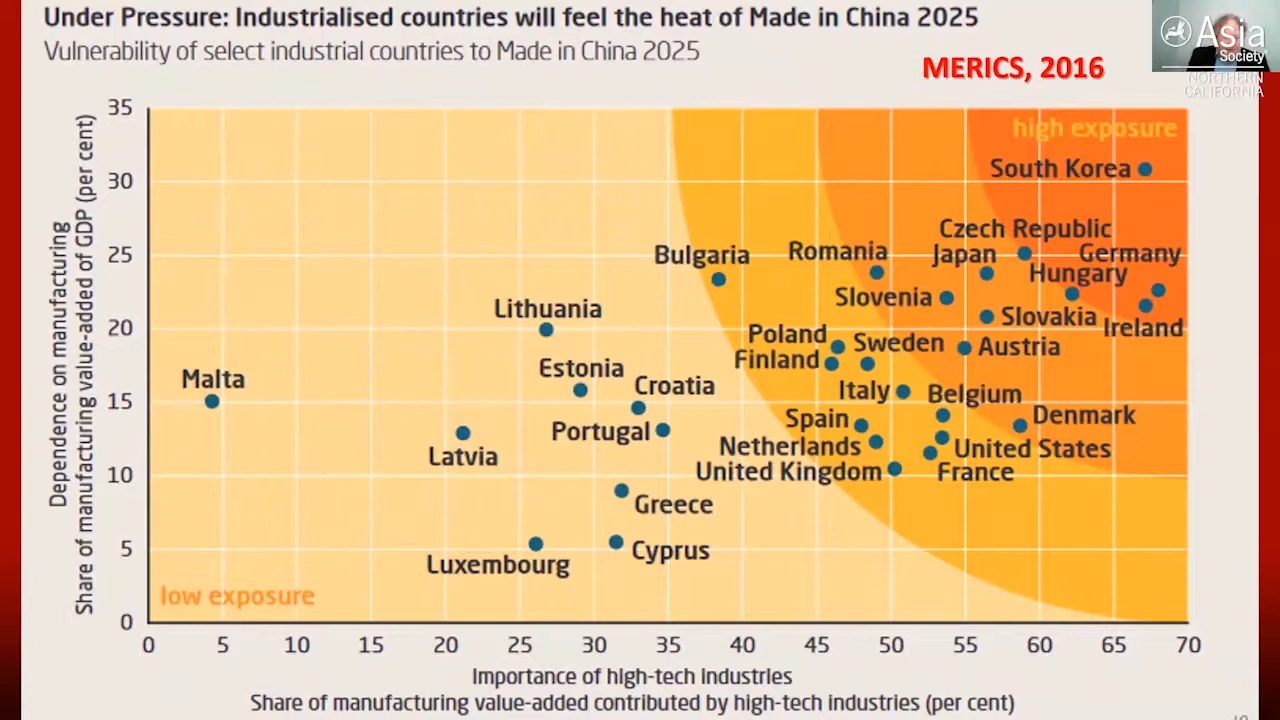 Under Pressure: Industrialised countries will feel the heat of Made in China 2025
Vulnerability of select industrial countries to Made in China 2025
MERICS, 2016
Asia
Society
NORTHERN
CALIFORNIA
Dependence on manufacturing
Share of manufacturing value-added of GDP (per cent)
35
30
25
20
15
10
5
0
high exposure
South Korea
Czech Republic
Bulgaria
Romania
Japan
Germany
Hungary
Slovenia
Lithuania
Slovakia
Ireland
Poland
Sweden
Austria
Finland
Estonia
Malta
Croatia
Italy
Belgium
Denmark
Spain
Portugal
Netherlands
United States
Latvia
United Kingdom
France
Greece
Cyprus
Luxembourg
low exposure
0 5 10 15 20 25 30 35 40 45 50 55 60 65 70
Importance of high-tech Industries
Share of manufacturing value-added contributed by high-tech industries (per cent)